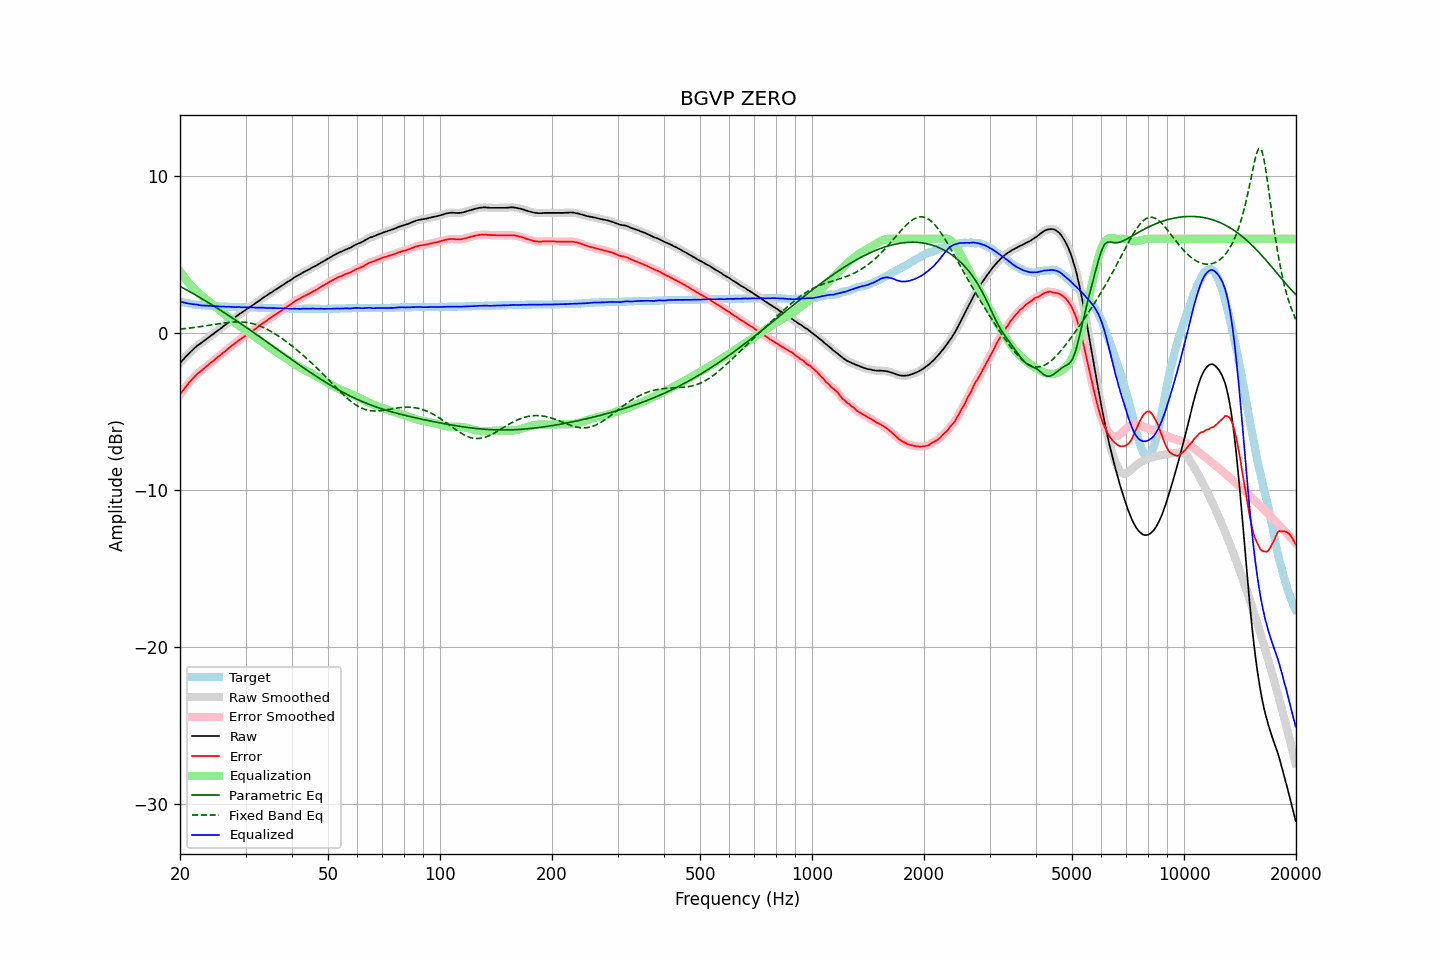 BGVP ZERO
10
0
−10
−20
−30
Amplitude (dBr)
Target
Raw Smoothed
Error Smoothed
Raw
Error
Equalization
Parametric Eq
Fixed Band Eq
Equalized
20 50 100 200 500 1000 2000 5000 10000 20000
Frequency (Hz)